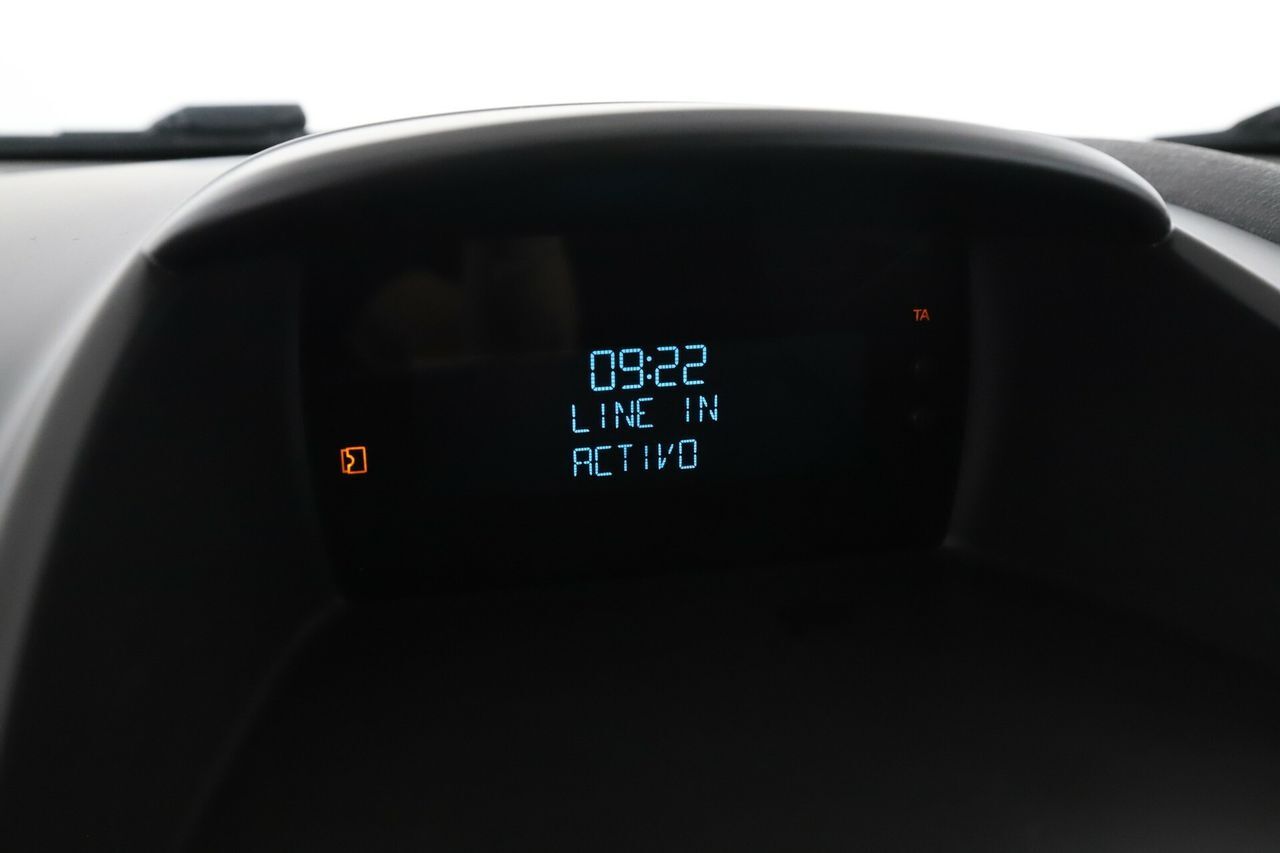 TA
09:22
LINE IN
ACTIVO